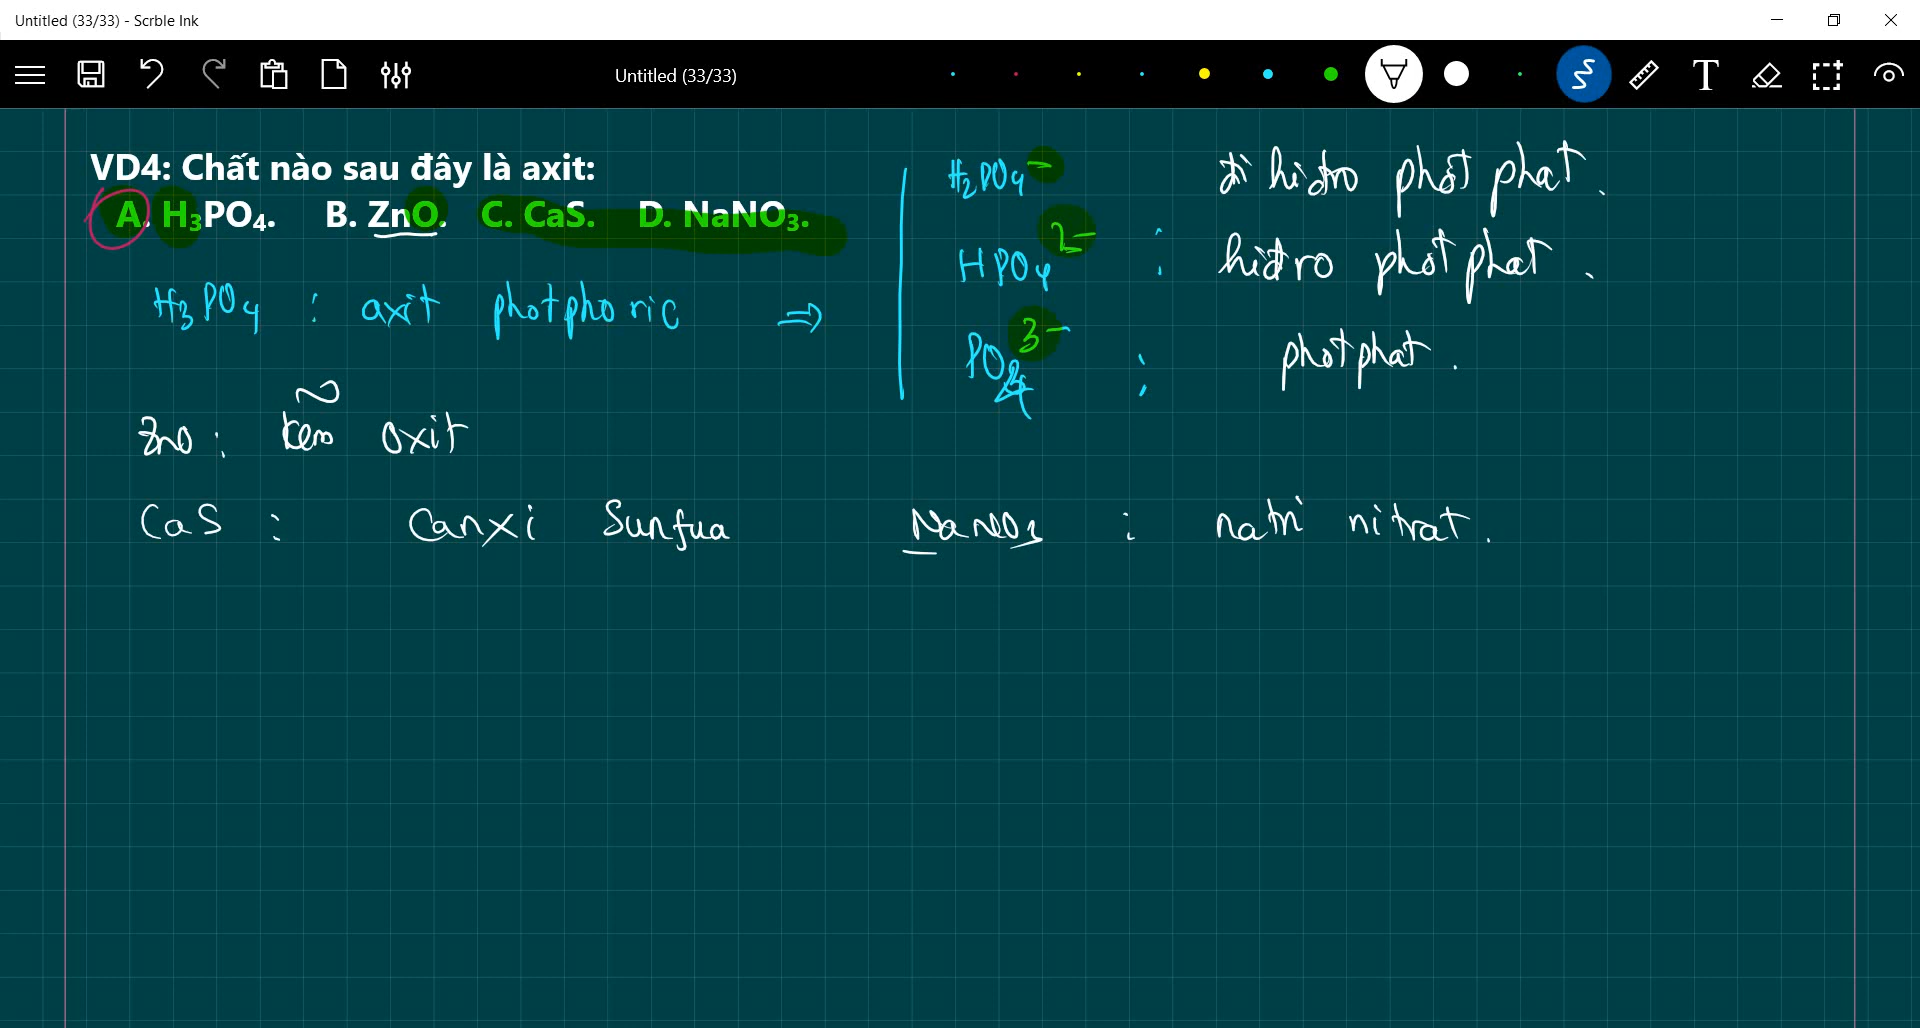 Untitled (33/33) - Scrble Ink
Untitled (33/33)
T
VD4: Chất nào sau đây là axit:
A. H₃PO₄. B. ZnO. C. CaS. D. NaNO₃.
H₃PO₄ : axit photphoric ⇒
H₂PO₄⁻ đihiđro photphat.
HPO₄²⁻ : hiđro photphat.
PO₄³⁻ : photphat.
ZnO : kẽm oxit
CaS : Canxi Sunfua
NaNO₃ : natri nitrat.